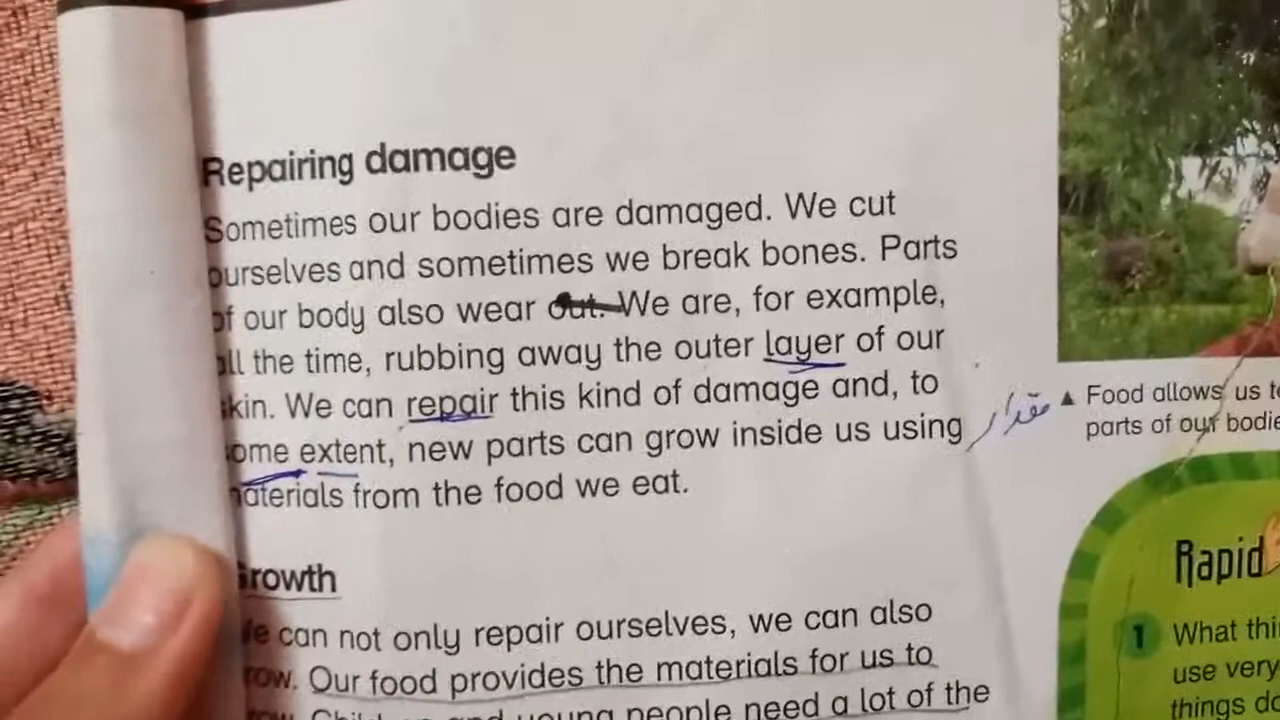 Repairing damage
Sometimes our bodies are damaged. We cut
ourselves and sometimes we break bones. Parts
of our body also wear out. We are, for example,
all the time, rubbing away the outer layer of our
skin. We can repair this kind of damage and, to
some extent, new parts can grow inside us using
materials from the food we eat.
مقدار
Growth
We can not only repair ourselves, we can also
grow. Our food provides the materials for us to
young people need a lot of the
▲ Food allows us to
parts of our bodie
Rapid
1 What thi
use very
things do